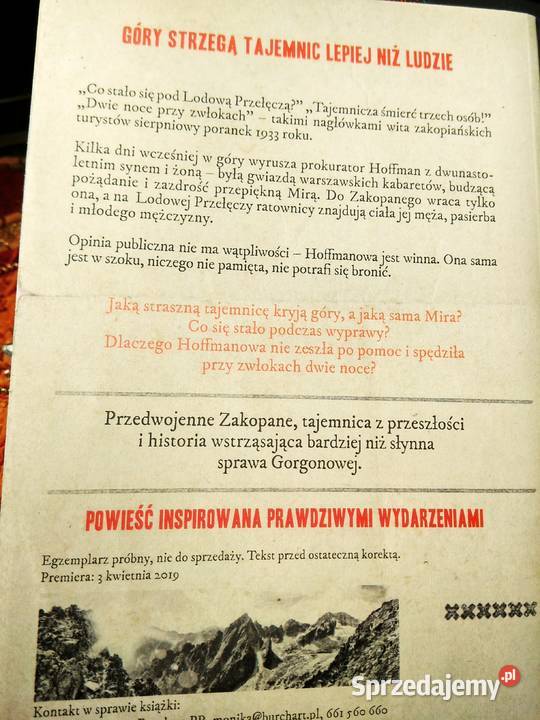 GÓRY STRZEGĄ TAJEMNIC LEPIEJ NIŻ LUDZIE
„Co stało się pod Lodową Przełęczą?” „Tajemnicza śmierć trzech osób!”
„Dwie noce przy zwłokach” – takimi nagłówkami wita zakopiańskich
turystów sierpniowy poranek 1933 roku.
Kilka dni wcześniej w góry wyrusza prokurator Hoffman z dwunasto-
letnim synem i żoną – byłą gwiazdą warszawskich kabaretów, budzącą
pożądanie i zazdrość przepiękną Mirą. Do Zakopanego wraca tylko
ona, a na Lodowej Przełęczy ratownicy znajdują ciała jej męża, pasierba
i młodego mężczyzny.
Opinia publiczna nie ma wątpliwości – Hoffmanowa jest winna. Ona sama
jest w szoku, niczego nie pamięta, nie potrafi się bronić.
Jaką straszną tajemnicę kryją góry, a jaką sama Mira?
Co się stało podczas wyprawy?
Dlaczego Hoffmanowa nie zeszła po pomoc i spędziła
przy zwłokach dwie noce?
Przedwojenne Zakopane, tajemnica z przeszłości
i historia wstrząsająca bardziej niż słynna
sprawa Gorgonowej.
POWIEŚĆ INSPIROWANA PRAWDZIWYMI WYDARZENIAMI
Egzemplarz próbny, nie do sprzedaży. Tekst przed ostateczną korektą.
Premiera: 3 kwietnia 2019
Kontakt w sprawie książki:
PR, monika@burchart.pl, 661 560 660
Sprzedajemy.pl